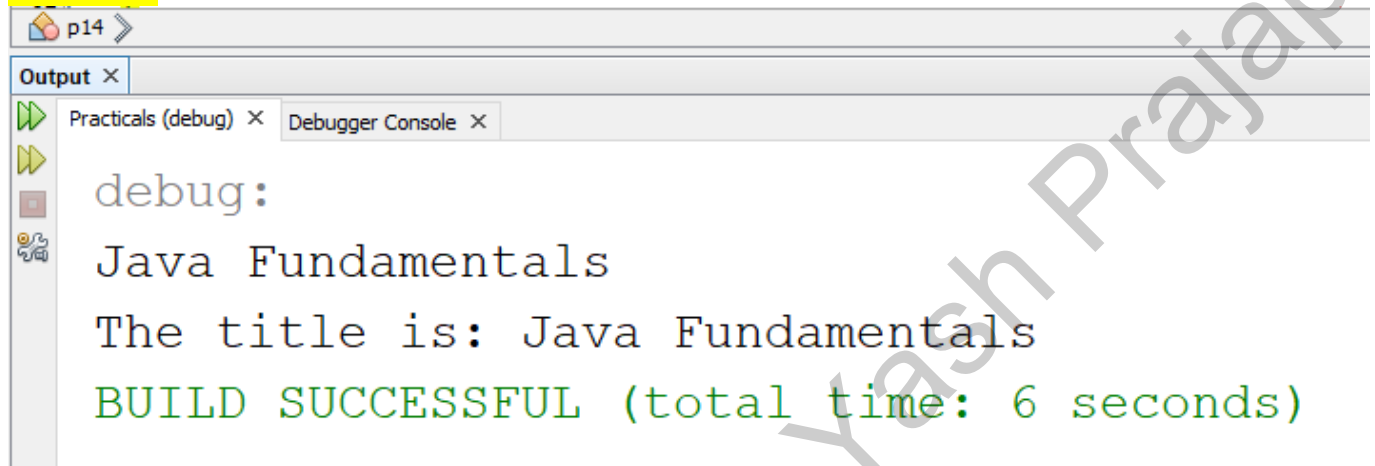 p14
Output
Practicals (debug)
Debugger Console
debug:
Java Fundamentals
The title is: Java Fundamentals
BUILD SUCCESSFUL (total time: 6 seconds)
Yash